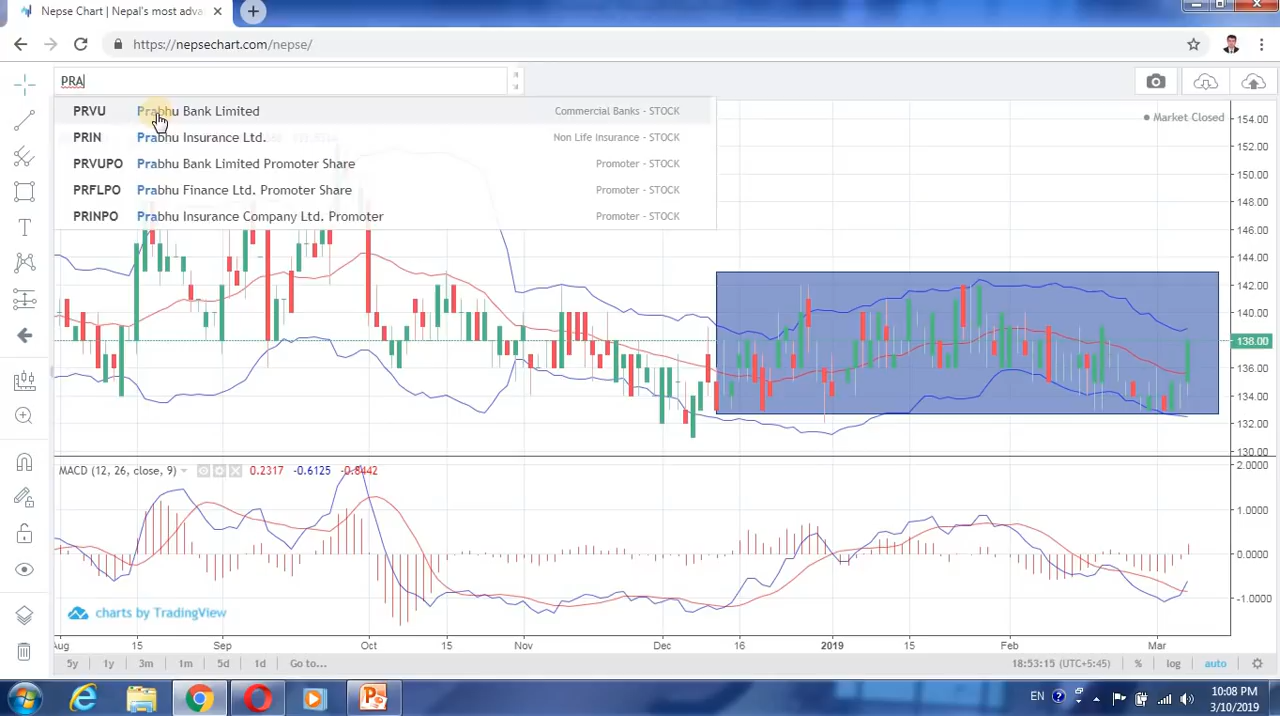 Nepse Chart | Nepal's most adva
https://nepsechart.com/nepse/
PRA
PRVU Prabhu Bank Limited Commercial Banks - STOCK
PRIN Prabhu Insurance Ltd. Non Life Insurance - STOCK
PRVUPO Prabhu Bank Limited Promoter Share Promoter - STOCK
PRFLPO Prabhu Finance Ltd. Promoter Share Promoter - STOCK
PRINPO Prabhu Insurance Company Ltd. Promoter Promoter - STOCK
Market Closed
154.00
152.00
150.00
148.00
146.00
144.00
142.00
140.00
138.00
136.00
134.00
132.00
130.00
MACD (12, 26, close, 9) 0.2317 -0.6125 -0.8442
2.0000
1.0000
0.0000
-1.0000
charts by TradingView
Aug 15 Sep 15 Oct 15 Nov Dec 16 2019 15 Feb Mar
5y 1y 3m 1m 5d 1d Go to... 18:53:15 (UTC+5:45) % log auto
EN 10:08 PM
3/10/2019